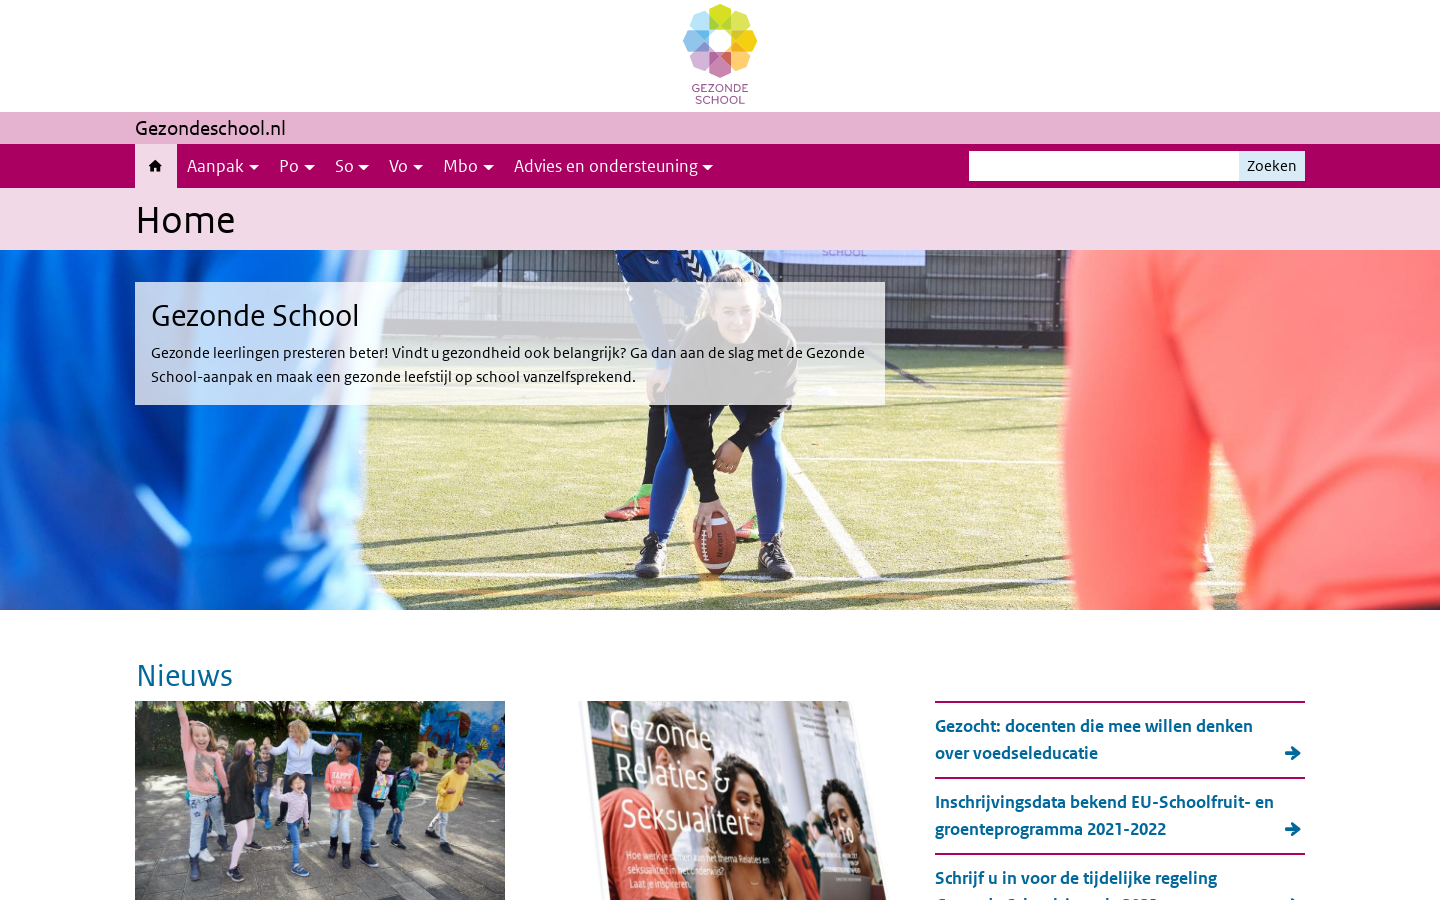 GEZONDE
SCHOOL
Gezondeschool.nl
Aanpak
Po
So
Vo
Mbo
Advies en ondersteuning
Zoeken
Home
SCHOOL
Gezonde School
Gezonde leerlingen presteren beter! Vindt u gezondheid ook belangrijk? Ga dan aan de slag met de Gezonde
School-aanpak en maak een gezonde leefstijl op school vanzelfsprekend.
Nieuws
HAPPY
Gezonde
Relaties &
Seksualiteit
Hoe werk je samen aan het thema Relaties en
seksualiteit in het onderwijs?
Laat je inspireren.
10
Gezocht: docenten die mee willen denken
over voedseleducatie
Inschrijvingsdata bekend EU-Schoolfruit- en
groenteprogramma 2021-2022
Schrijf u in voor de tijdelijke regeling